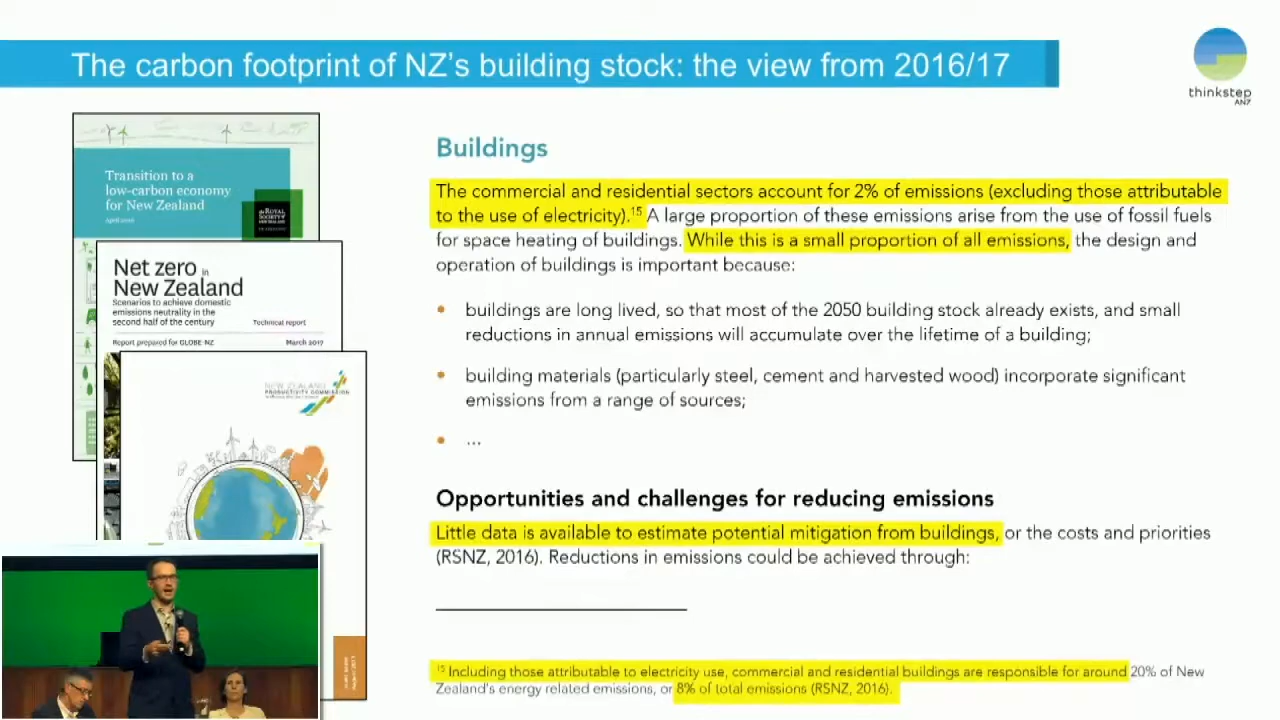 The carbon footprint of NZ's building stock: the view from 2016/17
thinkstep
ANZ
Transition to a
low-carbon economy
for New Zealand
April 2016
ROYAL
SOCIETY
Net zero in
New Zealand
Scenarios to achieve domestic
emissions neutrality in the
second half of the century
Technical report
Report prepared for GLOBE-NZ
March 2017
NEW ZEALAND
PRODUCTIVITY COMMISSION
Buildings
The commercial and residential sectors account for 2% of emissions (excluding those attributable
to the use of electricity).15 A large proportion of these emissions arise from the use of fossil fuels
for space heating of buildings. While this is a small proportion of all emissions, the design and
operation of buildings is important because:
• buildings are long lived, so that most of the 2050 building stock already exists, and small
reductions in annual emissions will accumulate over the lifetime of a building;
• building materials (particularly steel, cement and harvested wood) incorporate significant
emissions from a range of sources;
• ...
Opportunities and challenges for reducing emissions
Little data is available to estimate potential mitigation from buildings, or the costs and priorities
(RSNZ, 2016). Reductions in emissions could be achieved through:
15 Including those attributable to electricity use, commercial and residential buildings are responsible for around 20% of New
Zealand's energy related emissions, or 8% of total emissions (RSNZ, 2016).